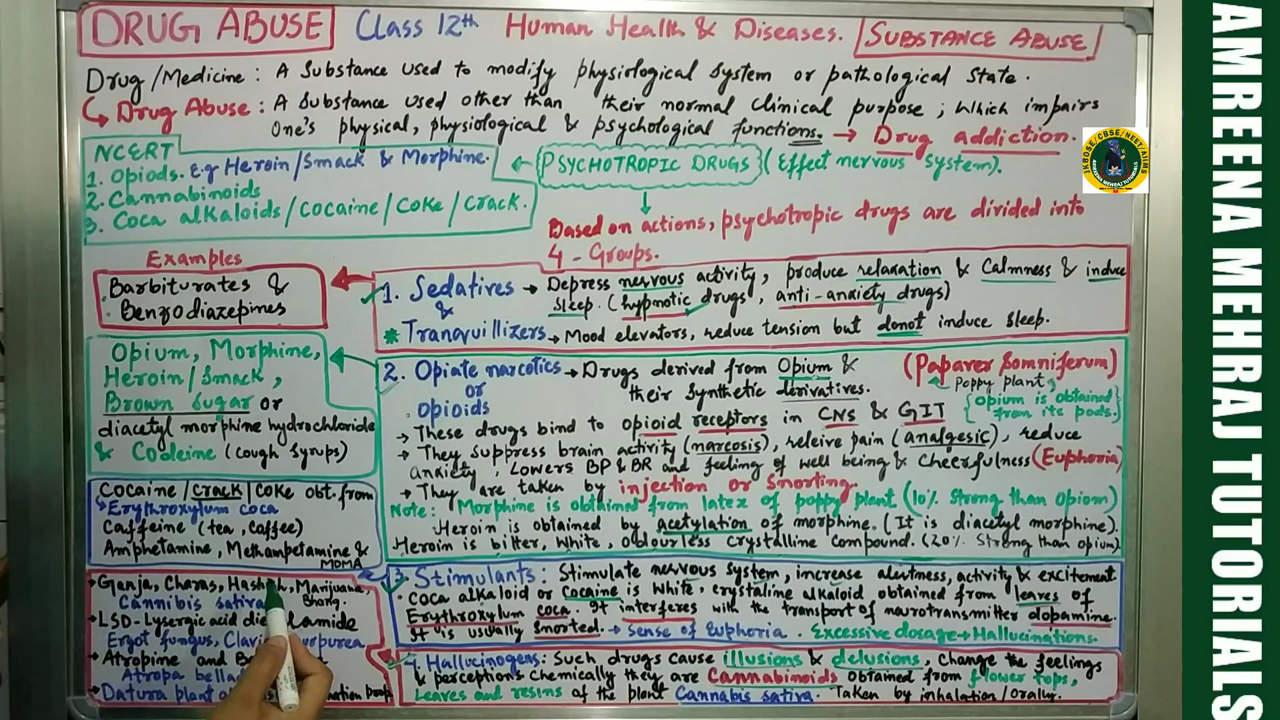 DRUG ABUSE Class 12th Human Health & Diseases. SUBSTANCE ABUSE
Drug/Medicine : A Substance used to modify physiological System or pathological State.
↳ Drug Abuse : A Substance used other than their normal clinical purpose ; which impairs
One's physical, physiological & psychological functions. → Drug addiction.
NCERT
1. Opiods. e.g Heroin/Smack & Morphine.
2. Cannabinoids
3. Coca alkaloids/cocaine/coke/crack.
PSYCHOTROPIC DRUGS (Effect nervous System).
Based on actions, psychotropic drugs are divided into
4 - Groups.
Examples
Barbiturates &
Benzodiazepines
1. Sedatives → Depress nervous activity, produce relaxation & Calmness & induce
& Sleep. (hypnotic drugs, anti-anxiety drugs)
* Tranquillizers → Mood elevators, reduce tension but donot induce sleep.
Opium, Morphine,
Heroin/Smack,
Brown sugar or
diacetyl morphine hydrochloride
& Codeine (cough syrups)
2. Opiate narcotics → Drugs derived from Opium & (Papaver Somniferum)
or their Synthetic derivatives. Poppy plant
Opioids {Opium is obtained from its pods.}
→ These drugs bind to opioid receptors in CNS & GIT
→ They suppress brain activity (narcosis), releive pain (analgesic), reduce
anxiety, Lowers BP & BR and feeling of well being & cheerfulness (Euphoria)
→ They are taken by injection or Snorting.
Note: Morphine is obtained from latex of poppy plant (10% Strong than opiom)
Heroin is obtained by acetylation of morphine. (It is diacetyl morphine).
Heroin is bitter, White, Odourless crystalline compound. (20% Strong than opium)
Cocaine/crack/Coke obt. from
Erythroxylum coca
Caffeine (tea, coffee)
Amphetamine, Methampetamine &
MDMA
3. Stimulants : Stimulate nervous System, increase alertness, activity & excitement.
Coca alkaloid or cocaine is White, crystaline alkaloid obtained from leaves of
Erythroxylum coca. It interferes with the transport of neurotransmitter dopamine.
It is usually Snorted. → Sense of Euphoria. Excessive dosage → Hallucinations.
→ Ganja, Charas, Marijuana,
Cannibis sativa Bhang.
→ LSD-Lysergic acid
Ergot fungus,
→ Atropine and
Atropa
→ Datura plant
4. Hallucinogens : Such drugs cause illusions & delusions, change the feelings
& perceptions. chemically they are Cannabinoids obtained from flower tops,
Leaves and resins of the plant Cannabis sativa. Taken by inhalation/orally.
JKBOSE/CBSE/NEET/AIIMS
AMREENA MEHRAJ TUTORIALS
AMREENA MEHRAJ TUTORIALS